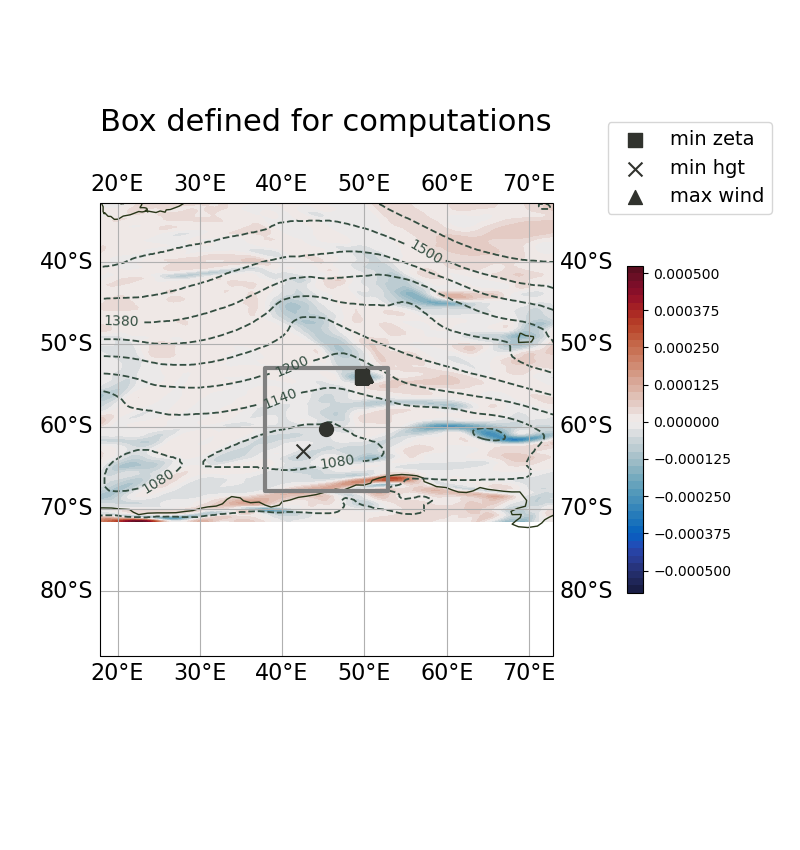 Box defined for computations
min zeta
min hgt
max wind
20°E 30°E 40°E 50°E 60°E 70°E
40°S 40°S
50°S 50°S
60°S 60°S
70°S 70°S
80°S 80°S
20°E 30°E 40°E 50°E 60°E 70°E
1500
1380
1200
1140
1080
1080
0.000500
0.000375
0.000250
0.000125
0.000000
−0.000125
−0.000250
−0.000375
−0.000500